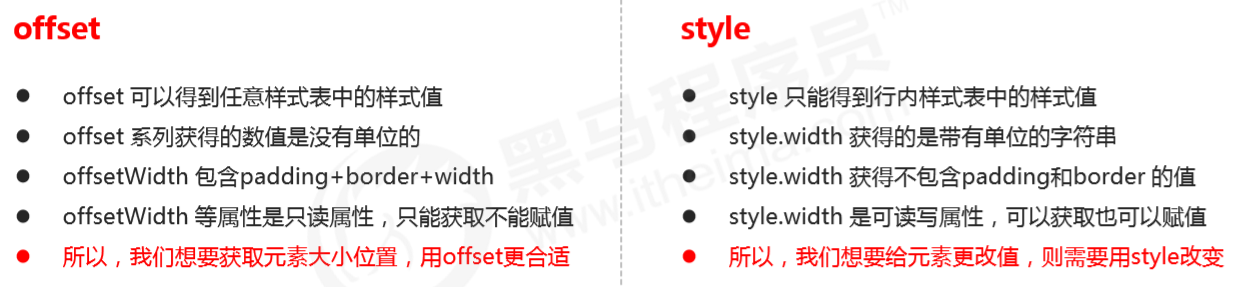 offset
offset 可以得到任意样式表中的样式值
offset 系列获得的数值是没有单位的
offsetWidth 包含padding+border+width
offsetWidth 等属性是只读属性，只能获取不能赋值
所以，我们想要获取元素大小位置，用offset更合适
style
style 只能得到行内样式表中的样式值
style.width 获得的是带有单位的字符串
style.width 获得不包含padding和border 的值
style.width 是可读写属性，可以获取也可以赋值
所以，我们想要给元素更改值，则需要用style改变
黑马程序员™
www.itheima.com